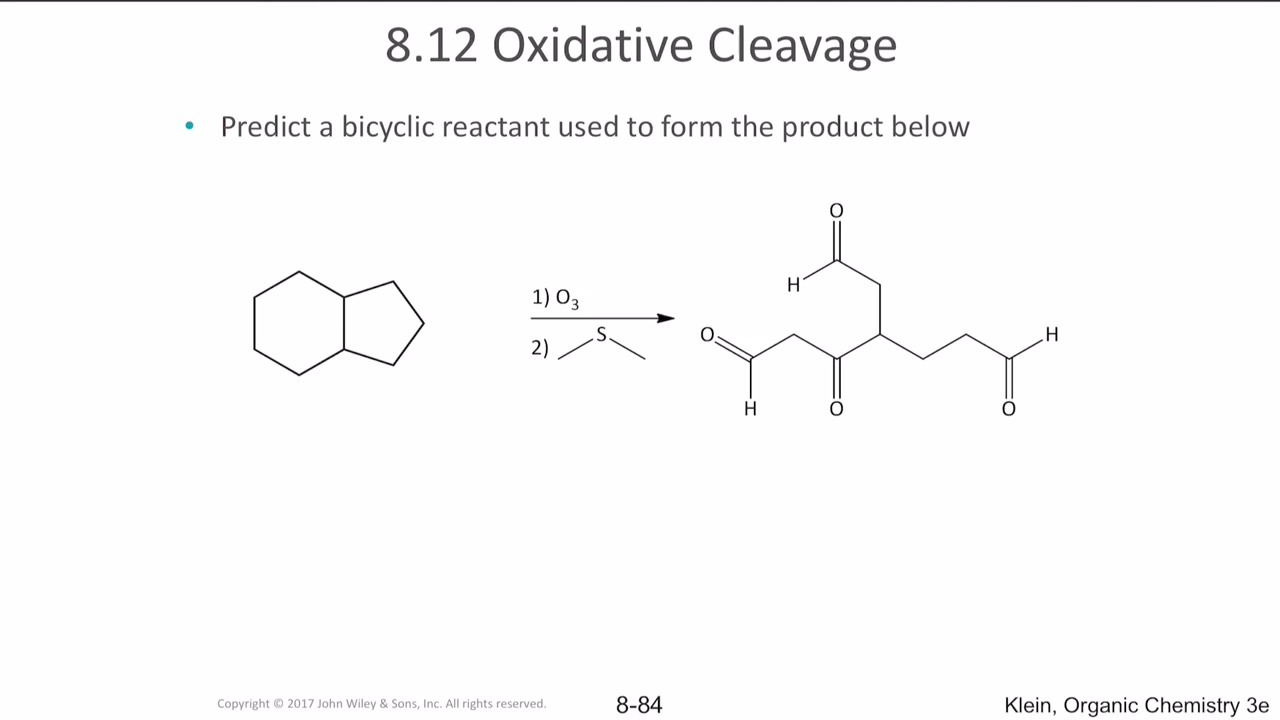 8.12 Oxidative Cleavage
• Predict a bicyclic reactant used to form the product below
O
H
1) O₃
2) S
O
H
O
H
O
Copyright © 2017 John Wiley & Sons, Inc. All rights reserved.
8-84
Klein, Organic Chemistry 3e